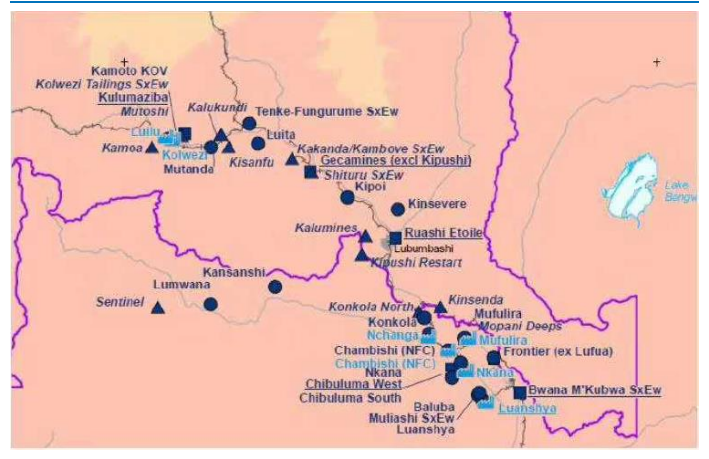 Kamoto KOV
Kolwezi Tailings SxEw
Kulumaziba
Mutoshi
Kalukundi
Tenke-Fungurume SxEw
Luilu
Luita
Kamoa
Kolwezi
Kisanfu
Kakanda/Kambove SxEw
Mutanda
Gecamines (excl Kipushi)
Shituru SxEw
Kipoi
Kinsevere
Lake
Bangw
Kalumines
Ruashi Etoile
Lubumbashi
Kipushi Restart
Kansanshi
Lumwana
Sentinel
Konkola North
Kinsenda
Konkola
Mufulira
Mopani Deeps
Nchanga
Mufulira
Chambishi (NFC)
Frontier (ex Lufua)
Chambishi (NFC)
Nkana
Nkana
Chibuluma West
Bwana M'Kubwa SxEw
Chibuluma South
Baluba
Luanshya
Muliashi SxEw
Luanshya